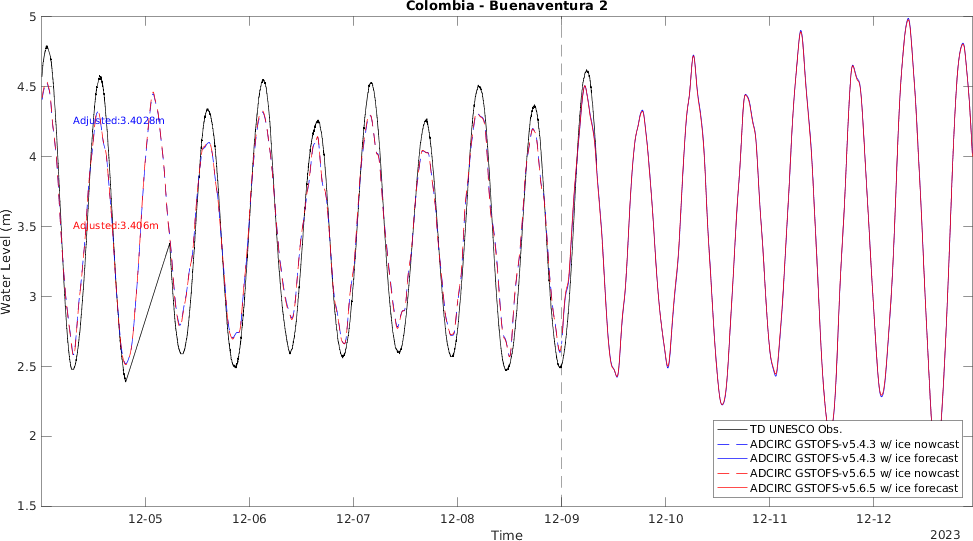 Colombia - Buenaventura 2
5
4.5
4
3.5
3
2.5
2
1.5
Water Level (m)
Adjusted:3.4028m
Adjusted:3.406m
TD UNESCO Obs.
ADCIRC GSTOFS-v5.4.3 w/ ice nowcast
ADCIRC GSTOFS-v5.4.3 w/ ice forecast
ADCIRC GSTOFS-v5.6.5 w/ ice nowcast
ADCIRC GSTOFS-v5.6.5 w/ ice forecast
12-05 12-06 12-07 12-08 12-09 12-10 12-11 12-12
Time
2023